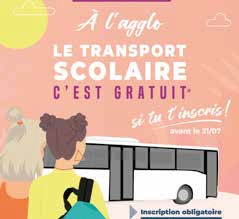 À l'agglo
LE TRANSPORT
SCOLAIRE
C'EST GRATUIT*
si tu t'inscris !
avant le 31/07
Inscription obligatoire